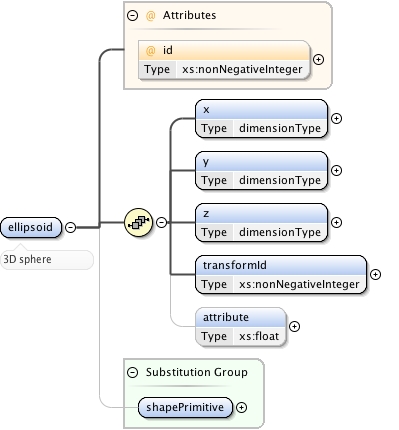 @ Attributes
@ id
Type xs:nonNegativeInteger
x
Type dimensionType
y
Type dimensionType
z
Type dimensionType
ellipsoid
3D sphere
transformId
Type xs:nonNegativeInteger
attribute
Type xs:float
Substitution Group
shapePrimitive